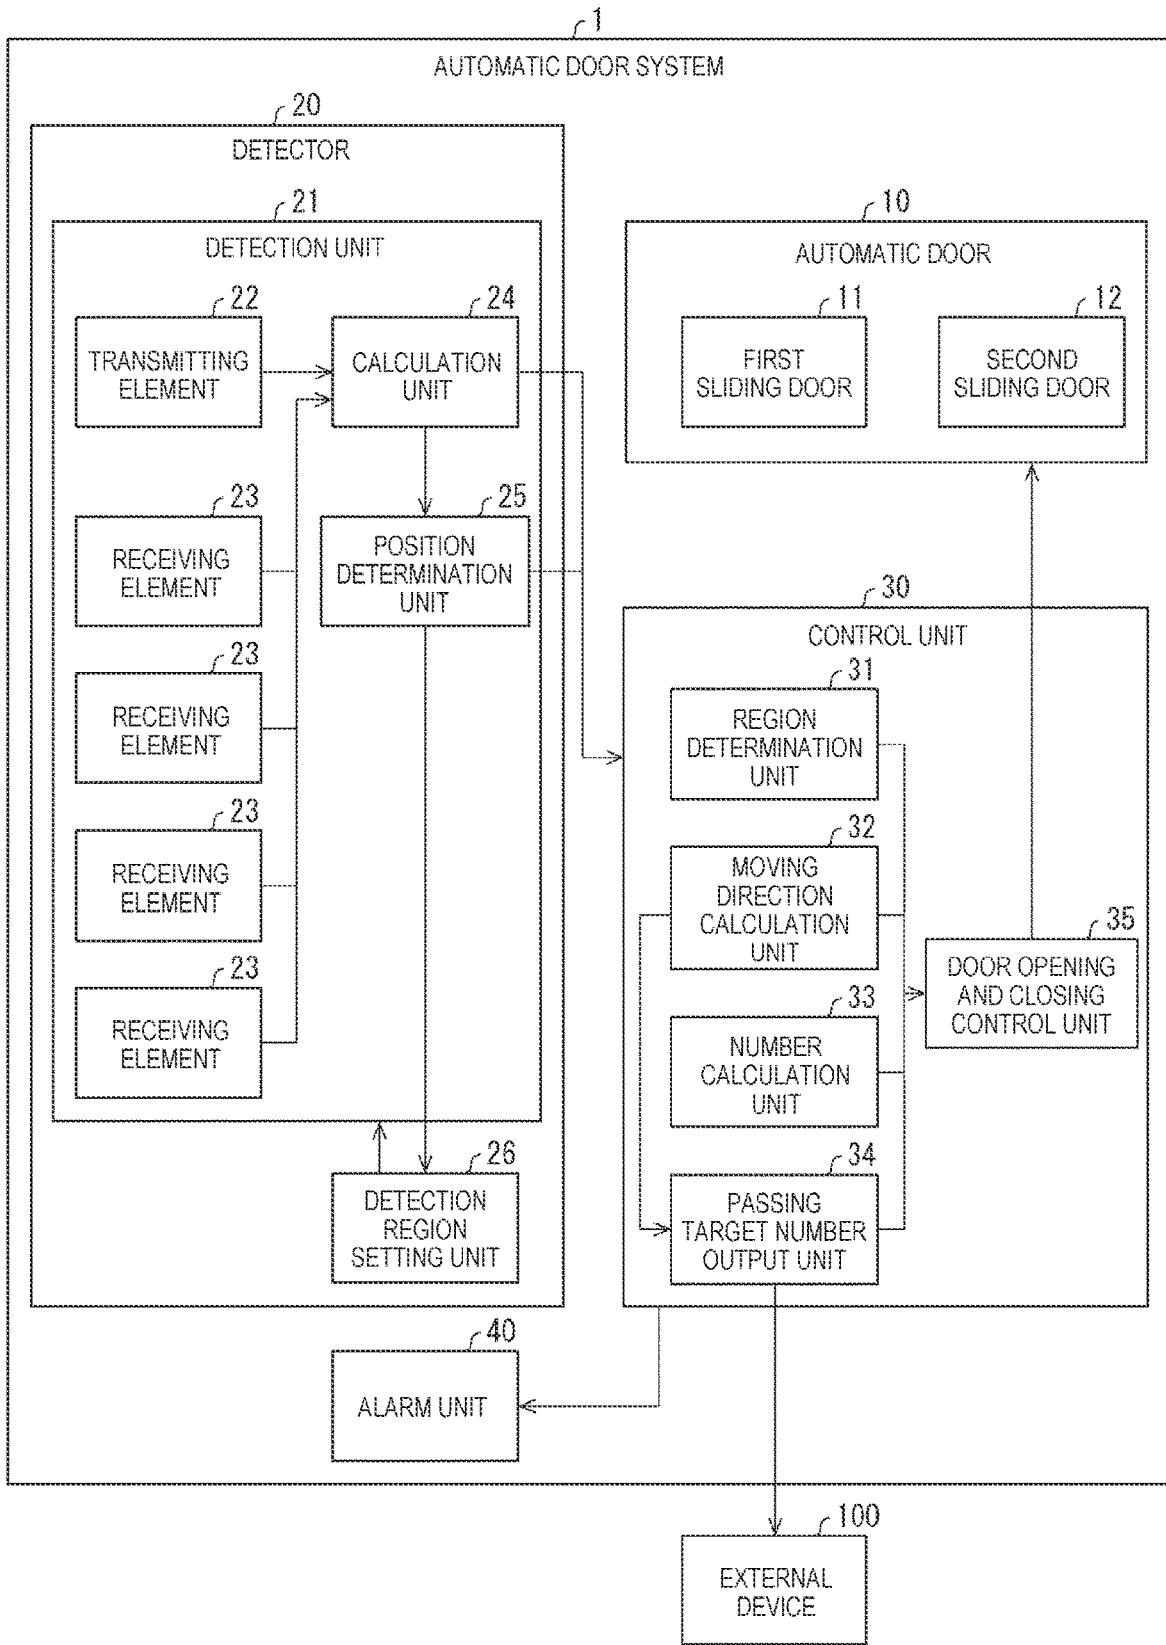 1
AUTOMATIC DOOR SYSTEM
20
DETECTOR
21
DETECTION UNIT
22
TRANSMITTING
ELEMENT
24
CALCULATION
UNIT
23
RECEIVING
ELEMENT
25
POSITION
DETERMINATION
UNIT
23
RECEIVING
ELEMENT
23
RECEIVING
ELEMENT
23
RECEIVING
ELEMENT
26
DETECTION
REGION
SETTING UNIT
10
AUTOMATIC DOOR
11
FIRST
SLIDING DOOR
12
SECOND
SLIDING DOOR
30
CONTROL UNIT
31
REGION
DETERMINATION
UNIT
32
MOVING
DIRECTION
CALCULATION
UNIT
33
NUMBER
CALCULATION
UNIT
34
PASSING
TARGET NUMBER
OUTPUT UNIT
35
DOOR OPENING
AND CLOSING
CONTROL UNIT
40
ALARM UNIT
100
EXTERNAL
DEVICE